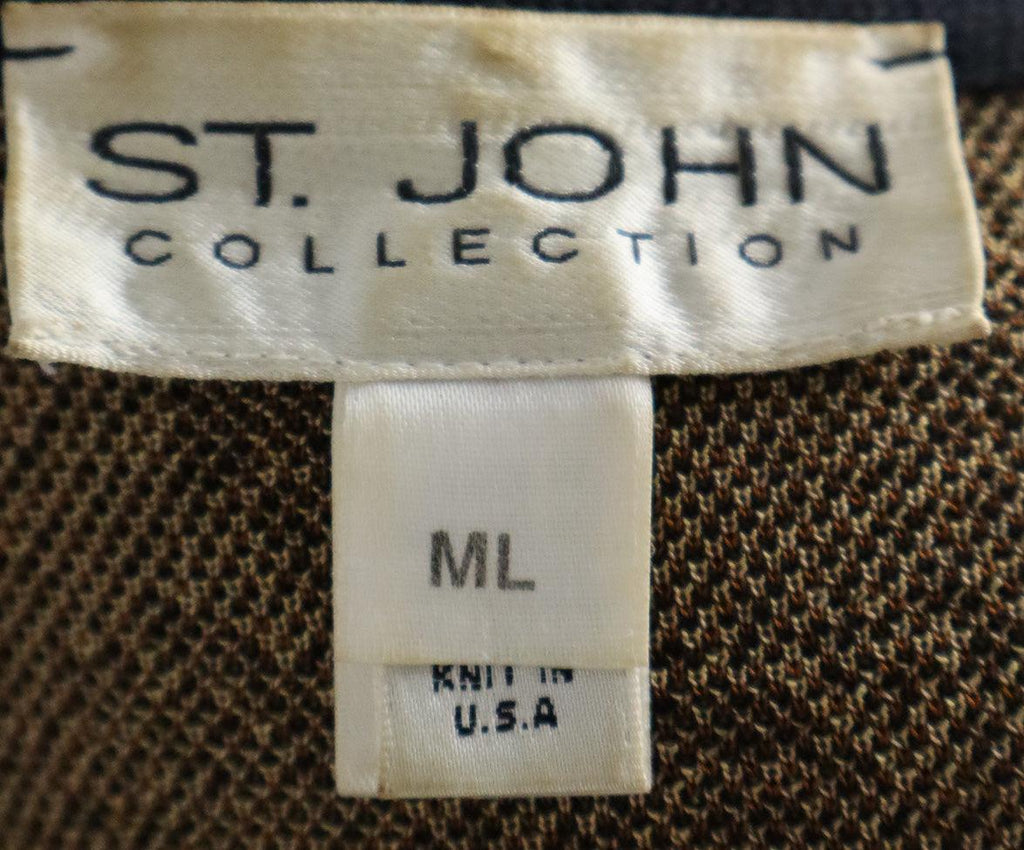 ST. JOHN
COLLECTION
ML
KNIT IN
U.S.A